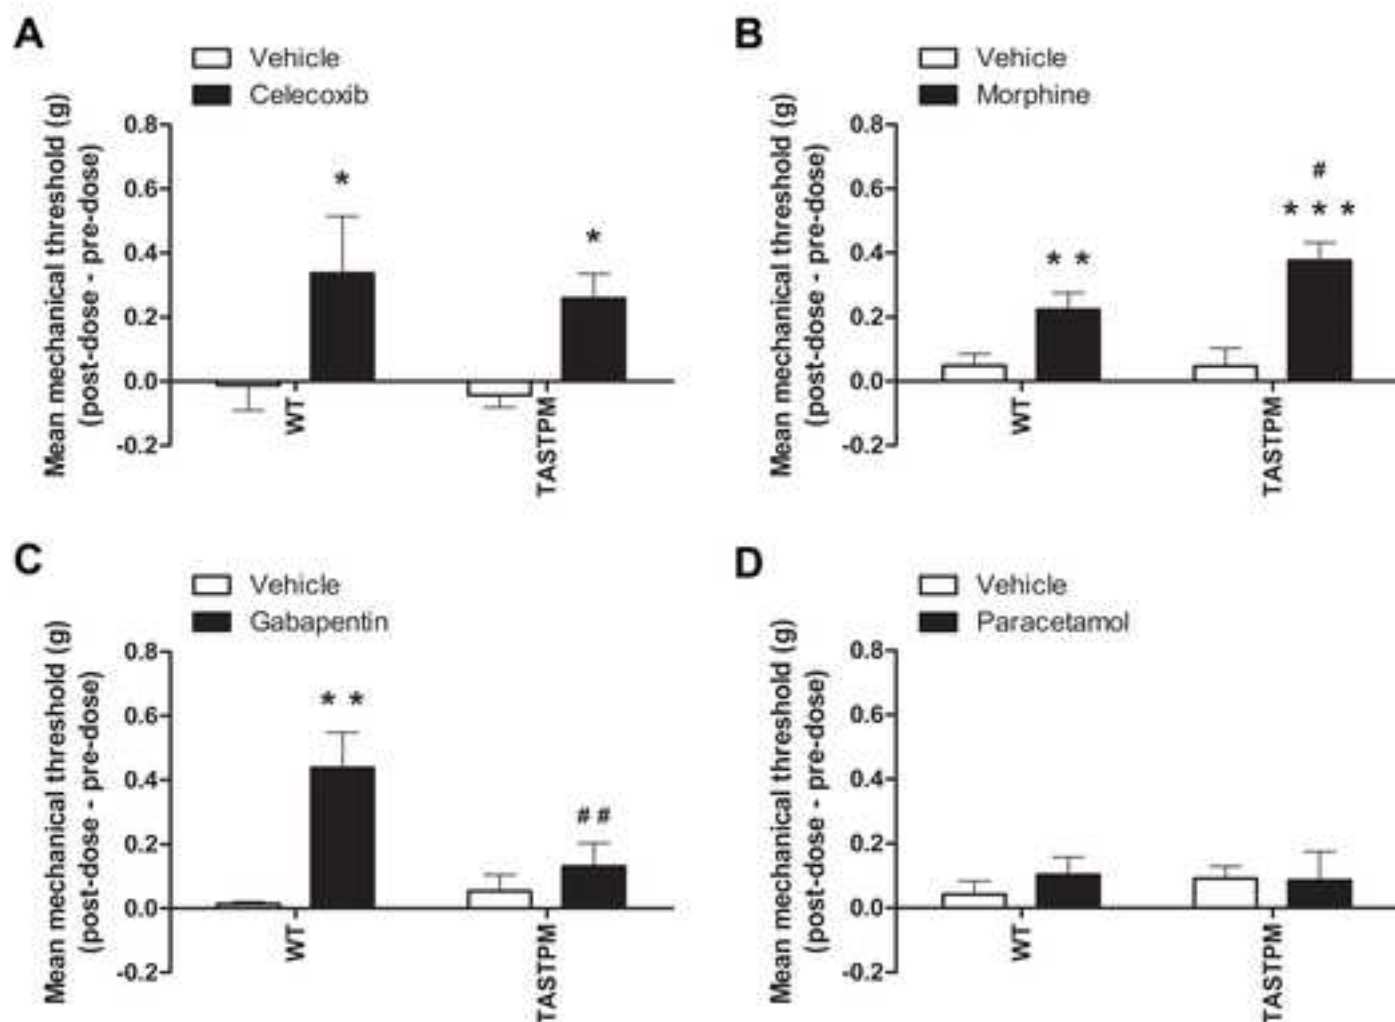 A
Vehicle
Celecoxib
Mean mechanical threshold (g)
(post-dose - pre-dose)
0.8
0.6
0.4
0.2
0.0
-0.2
*
*
WT
TASTPM
B
Vehicle
Morphine
Mean mechanical threshold (g)
(post-dose - pre-dose)
0.8
0.6
0.4
0.2
0.0
-0.2
* *
#
* * *
WT
TASTPM
C
Vehicle
Gabapentin
Mean mechanical threshold (g)
(post-dose - pre-dose)
0.8
0.6
0.4
0.2
0.0
-0.2
* *
##
WT
TASTPM
D
Vehicle
Paracetamol
Mean mechanical threshold (g)
(post-dose - pre-dose)
0.8
0.6
0.4
0.2
0.0
-0.2
WT
TASTPM